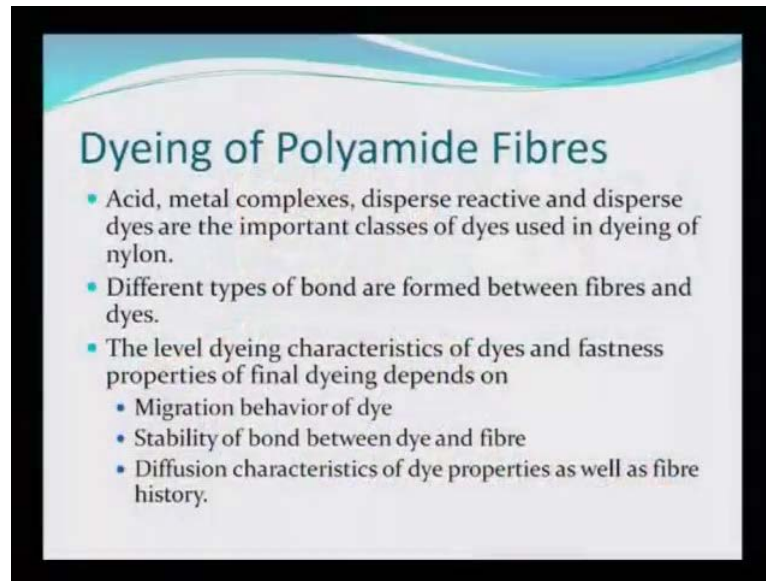 Dyeing of Polyamide Fibres
• Acid, metal complexes, disperse reactive and disperse
dyes are the important classes of dyes used in dyeing of
nylon.
• Different types of bond are formed between fibres and
dyes.
• The level dyeing characteristics of dyes and fastness
properties of final dyeing depends on
• Migration behavior of dye
• Stability of bond between dye and fibre
• Diffusion characteristics of dye properties as well as fibre
history.